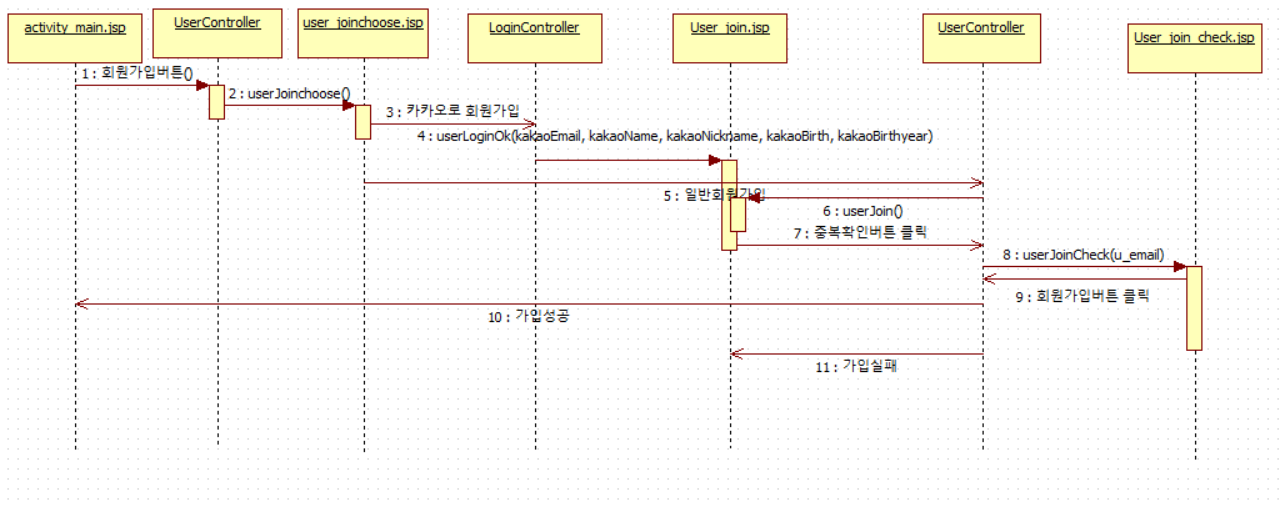 activity_main.jsp
UserController
user_joinchoose.jsp
LoginController
User_join.jsp
UserController
User_join_check.jsp
1 : 회원가입버튼()
2 : userJoinchoose()
3 : 카카오로 회원가입
4 : userLoginOk(kakaoEmail, kakaoName, kakaoNickname, kakaoBirth, kakaoBirthyear)
5 : 일반회원가입
6 : userJoin()
7 : 중복확인버튼 클릭
8 : userJoinCheck(u_email)
9 : 회원가입버튼 클릭
10 : 가입성공
11 : 가입실패